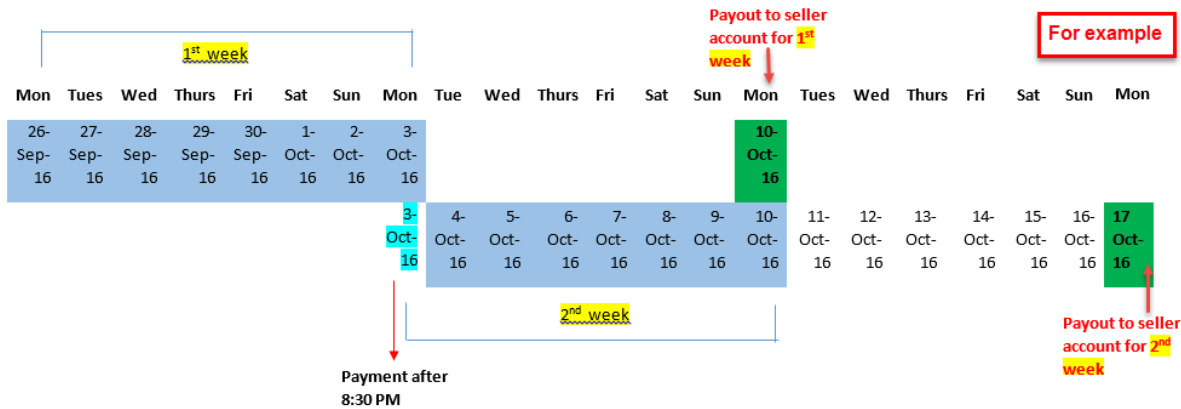 Payout to seller
account for 1st
week
For example
1st week
Mon Tues Wed Thurs Fri Sat Sun Mon Tue Wed Thurs Fri Sat Sun Mon Tues Wed Thurs Fri Sat Sun Mon
26- 27- 28- 29- 30- 1- 2- 3- 10-
Sep- Sep- Sep- Sep- Sep- Oct- Oct- Oct- Oct-
16 16 16 16 16 16 16 16 16
3- 4- 5- 6- 7- 8- 9- 10- 11- 12- 13- 14- 15- 16- 17
Oct- Oct- Oct- Oct- Oct- Oct- Oct- Oct- Oct- Oct- Oct- Oct- Oct- Oct- Oct-
16 16 16 16 16 16 16 16 16 16 16 16 16 16 16
2nd week
Payout to seller
account for 2nd
week
Payment after
8:30 PM